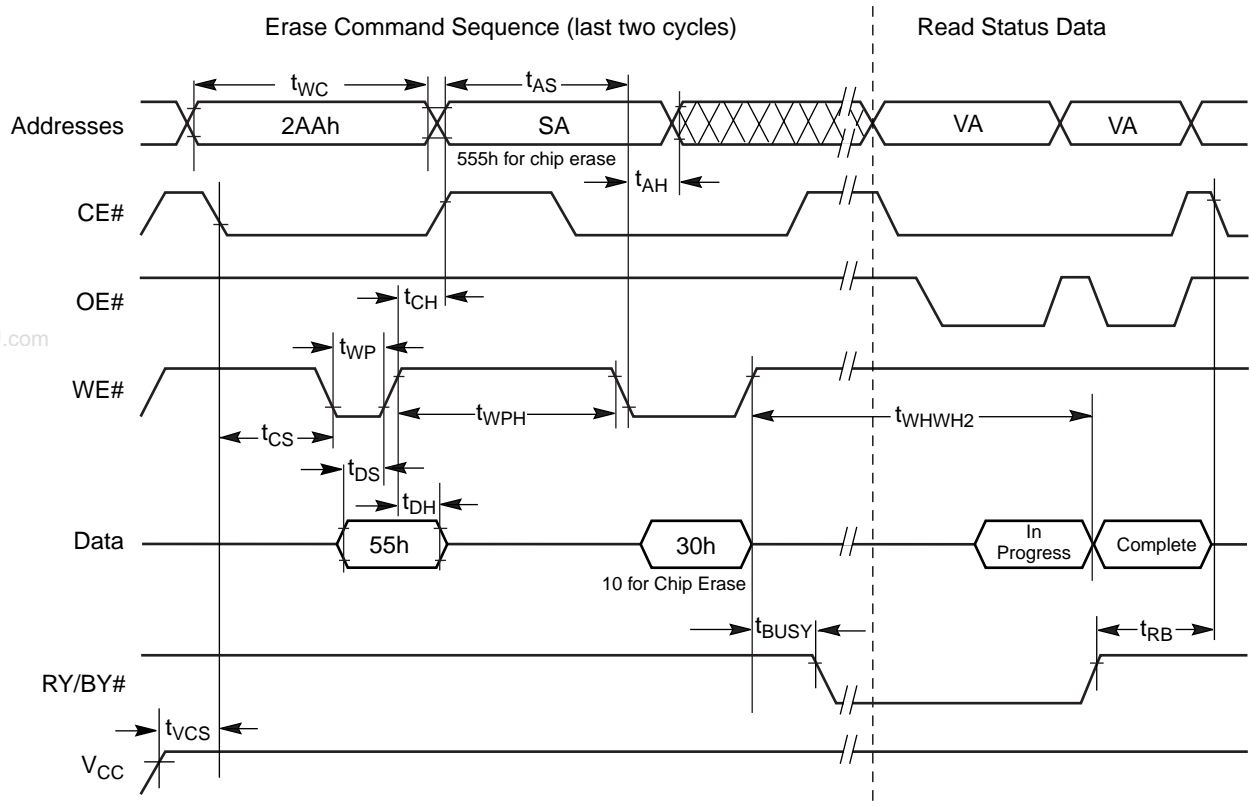 Erase Command Sequence (last two cycles) Read Status Data
tWC tAS
Addresses 2AAh SA VA VA
555h for chip erase
tAH
CE#
OE# tCH
l.com
tWP
WE#
tWPH tWHWH2
tCS
tDS
tDH
Data 55h 30h In Progress Complete
10 for Chip Erase
tBUSY tRB
RY/BY#
tVCS
VCC